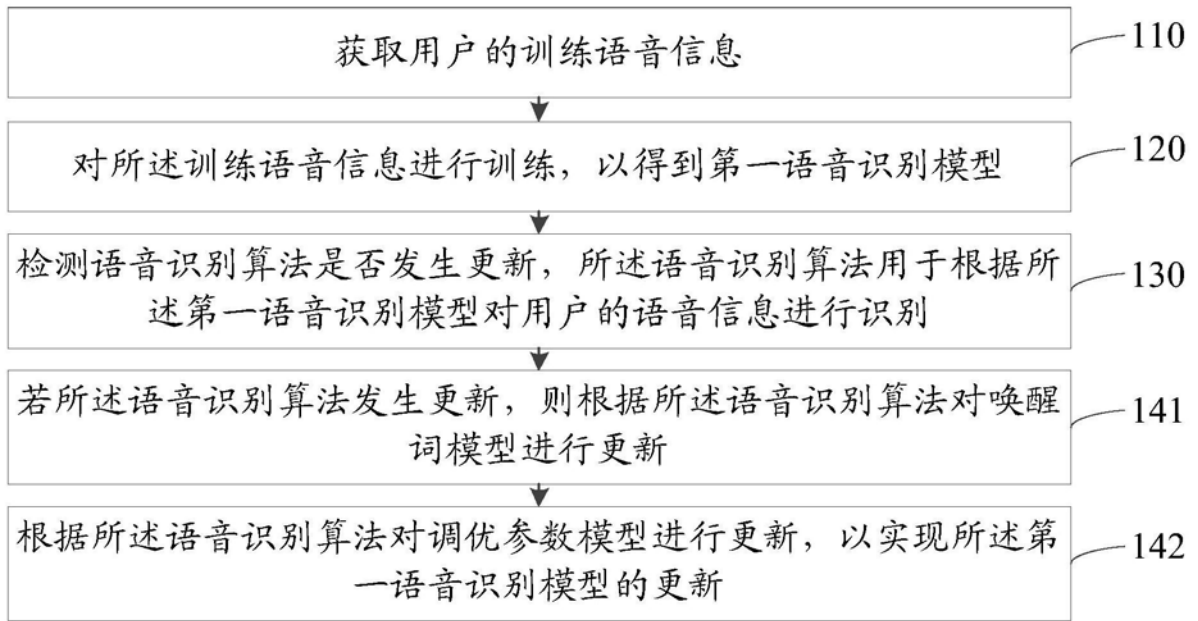 获取用户的训练语音信息
110
对所述训练语音信息进行训练，以得到第一语音识别模型
120
检测语音识别算法是否发生更新，所述语音识别算法用于根据所
述第一语音识别模型对用户的语音信息进行识别
130
若所述语音识别算法发生更新，则根据所述语音识别算法对唤醒
词模型进行更新
141
根据所述语音识别算法对调优参数模型进行更新，以实现所述第
一语音识别模型的更新
142